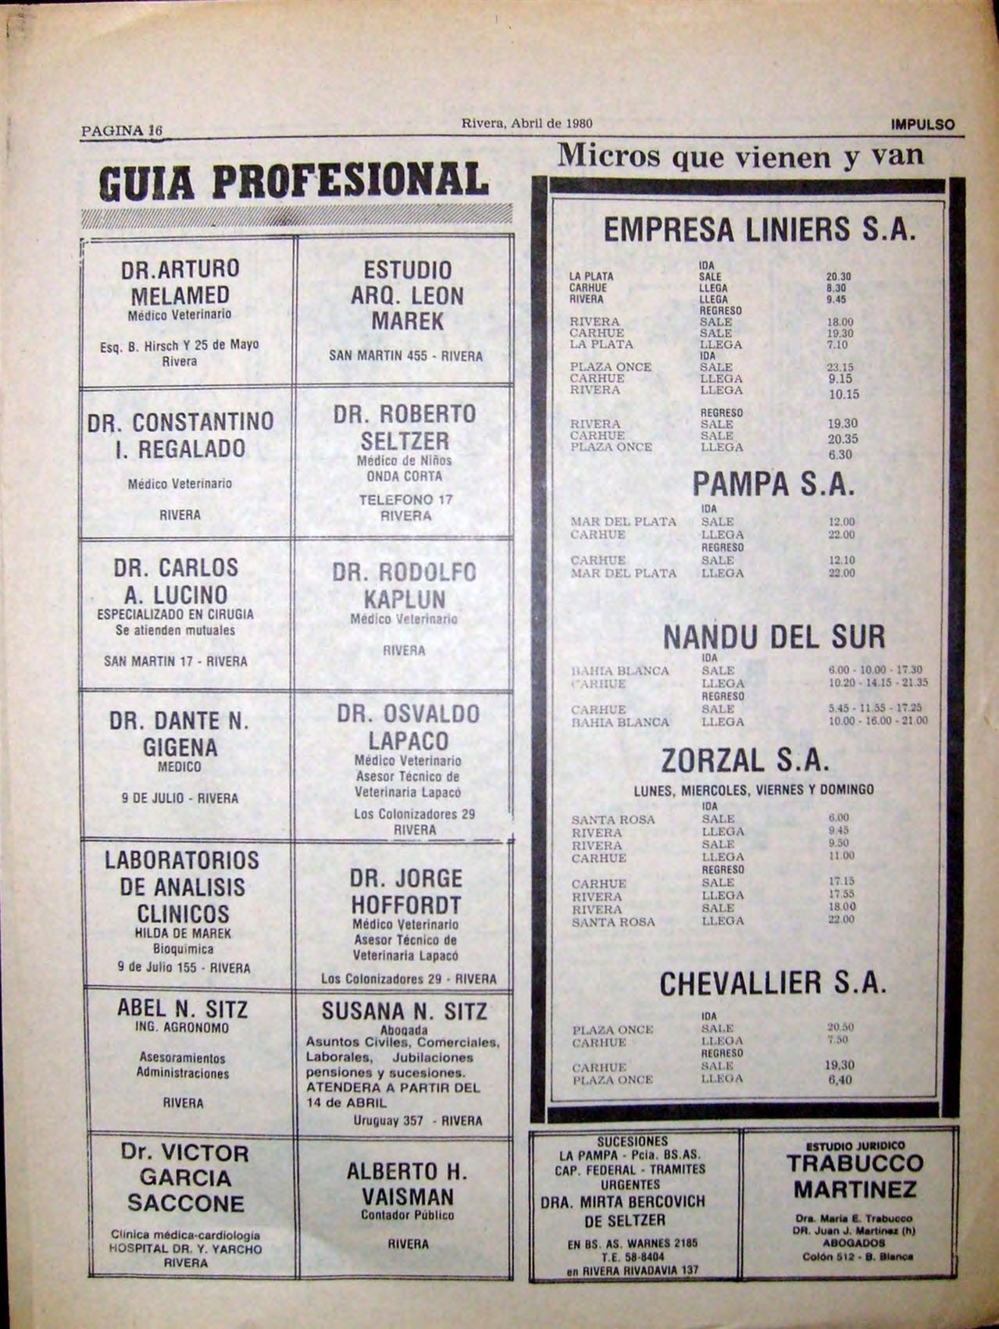 PAGINA 16
Rivera, Abril de 1980
IMPULSO
GUIA PROFESIONAL
DR.ARTURO
MELAMED
Médico Veterinario
Esq. B. Hirsch Y 25 de Mayo
Rivera
ESTUDIO
ARQ. LEON
MAREK
SAN MARTIN 455 - RIVERA
DR. CONSTANTINO
I. REGALADO
Médico Veterinario
RIVERA
DR. ROBERTO
SELTZER
Médico de Niños
ONDA CORTA
TELEFONO 17
RIVERA
DR. CARLOS
A. LUCINO
ESPECIALIZADO EN CIRUGIA
Se atienden mutuales
SAN MARTIN 17 - RIVERA
DR. RODOLFO
KAPLUN
Médico Veterinario
RIVERA
DR. DANTE N.
GIGENA
MEDICO
9 DE JULIO - RIVERA
DR. OSVALDO
LAPACO
Médico Veterinario
Asesor Técnico de
Veterinaria Lapacó
Los Colonizadores 29
RIVERA
LABORATORIOS
DE ANALISIS
CLINICOS
HILDA DE MAREK
Bioquímica
9 de Julio 155 - RIVERA
DR. JORGE
HOFFORDT
Médico Veterinario
Asesor Técnico de
Veterinaria Lapacó
Los Colonizadores 29 - RIVERA
ABEL N. SITZ
ING. AGRONOMO
Asesoramientos
Administraciones
RIVERA
SUSANA N. SITZ
Abogada
Asuntos Civiles, Comerciales,
Laborales, Jubilaciones
pensiones y sucesiones.
ATENDERA A PARTIR DEL
14 de ABRIL
Uruguay 357 - RIVERA
Dr. VICTOR
GARCIA
SACCONE
Clínica médica-cardiología
HOSPITAL DR. Y. YARCHO
RIVERA
ALBERTO H.
VAISMAN
Contador Público
RIVERA
Micros que vienen y van
EMPRESA LINIERS S.A.
IDA
LA PLATA SALE 20.30
CARHUE LLEGA 8.30
RIVERA LLEGA 9.45
REGRESO
RIVERA SALE 18.00
CARHUE SALE 19.30
LA PLATA LLEGA 7.10
IDA
PLAZA ONCE SALE 23.15
CARHUE LLEGA 9.15
RIVERA LLEGA 10.15
REGRESO
RIVERA SALE 19.30
CARHUE SALE 20.35
PLAZA ONCE LLEGA 6.30
PAMPA S.A.
IDA
MAR DEL PLATA SALE 12.00
CARHUE LLEGA 22.00
REGRESO
CARHUE SALE 12.10
MAR DEL PLATA LLEGA 22.00
NANDU DEL SUR
IDA
BAHIA BLANCA SALE 6.00 - 10.00 - 17.30
CARHUE LLEGA 10.20 - 14.15 - 21.35
REGRESO
CARHUE SALE 5.45 - 11.55 - 17.25
BAHIA BLANCA LLEGA 10.00 - 16.00 - 21.00
ZORZAL S.A.
LUNES, MIERCOLES, VIERNES Y DOMINGO
IDA
SANTA ROSA SALE 6.00
RIVERA LLEGA 9.45
RIVERA SALE 9.50
CARHUE LLEGA 11.00
REGRESO
CARHUE SALE 17.15
RIVERA LLEGA 17.55
RIVERA SALE 18.00
SANTA ROSA LLEGA 22.00
CHEVALLIER S.A.
IDA
PLAZA ONCE SALE 20.50
CARHUE LLEGA 7.50
REGRESO
CARHUE SALE 19,30
PLAZA ONCE LLEGA 6,40
SUCESIONES
LA PAMPA - Pcia. BS.AS.
CAP. FEDERAL - TRAMITES
URGENTES
DRA. MIRTA BERCOVICH
DE SELTZER
EN BS. AS. WARNES 2185
T.E. 58-8404
en RIVERA RIVADAVIA 137
ESTUDIO JURIDICO
TRABUCCO
MARTINEZ
Dra. María E. Trabucco
DR. Juan J. Martinez (h)
ABOGADOS
Colón 512 - B. Blanca